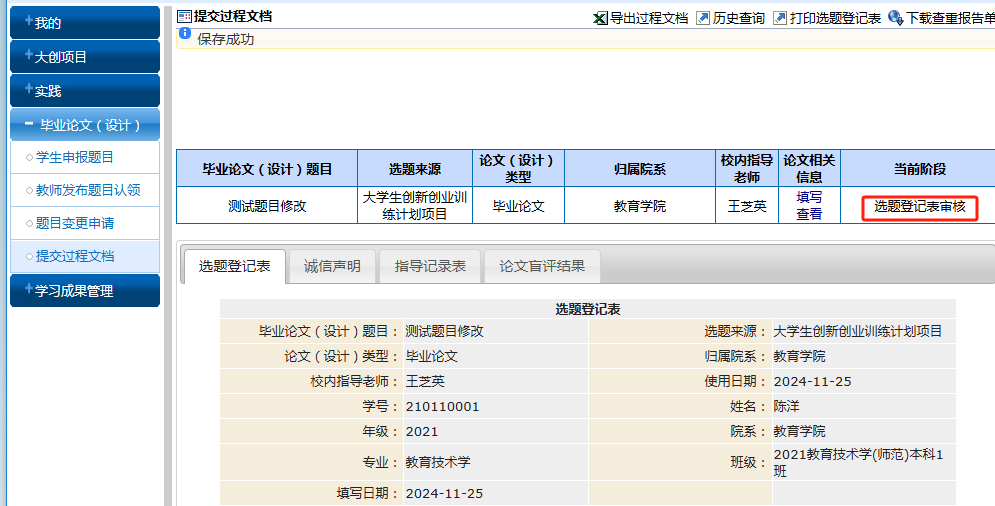 我的
大创项目
实践
毕业论文（设计）
学生申报题目
教师发布题目认领
题目变更申请
提交过程文档
学习成果管理
提交过程文档
导出过程文档 历史查询 打印选题登记表 下载查重报告单
保存成功
毕业论文（设计）题目 选题来源 论文（设计）类型 归属院系 校内指导老师 论文相关信息 当前阶段
测试题目修改 大学生创新创业训练计划项目 毕业论文 教育学院 王芝英 填写 查看 选题登记表审核
选题登记表 诚信声明 指导记录表 论文盲评结果
选题登记表
毕业论文（设计）题目： 测试题目修改 选题来源： 大学生创新创业训练计划项目
论文（设计）类型： 毕业论文 归属院系： 教育学院
校内指导老师： 王芝英 使用日期： 2024-11-25
学号： 210110001 姓名： 陈洋
年级： 2021 院系： 教育学院
专业： 教育技术学 班级： 2021教育技术学(师范)本科1班
填写日期： 2024-11-25